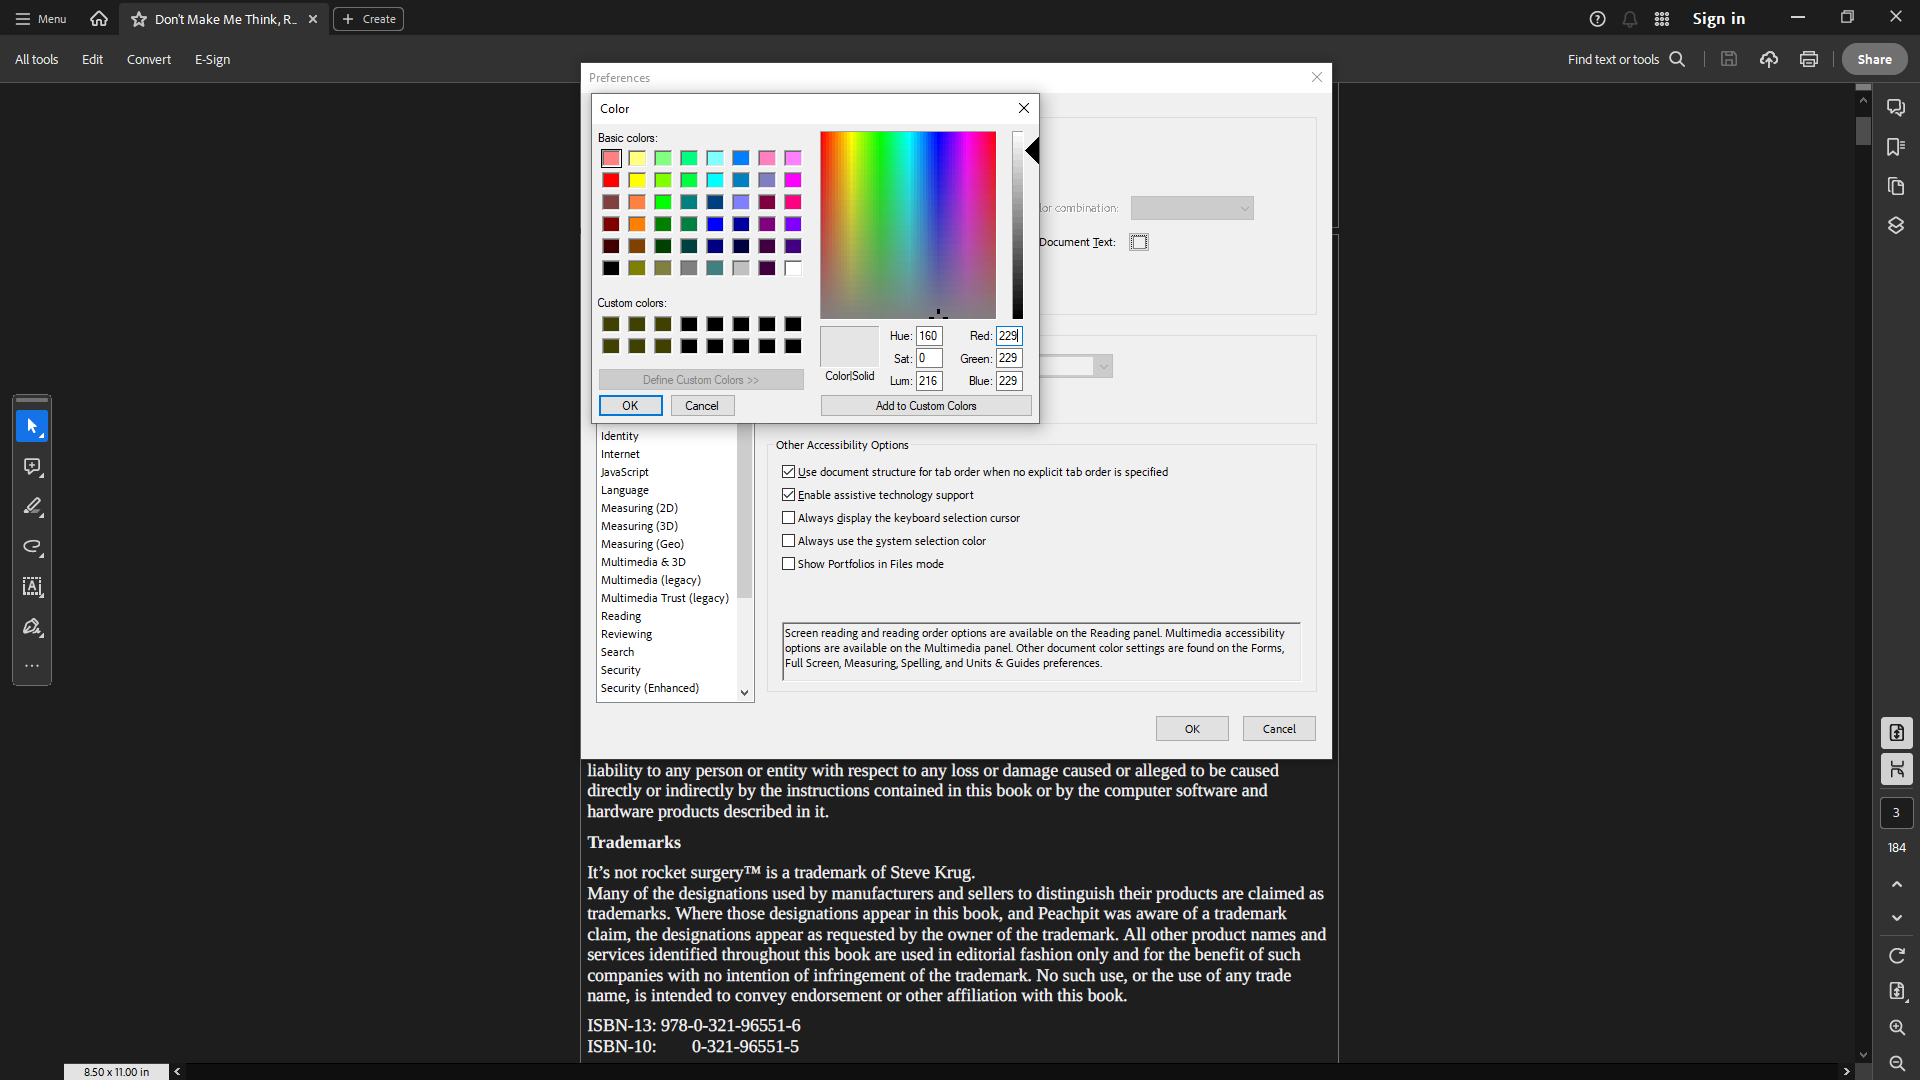 Menu
Don't Make Me Think, R...
Create
Sign in
All tools
Edit
Convert
E-Sign
Find text or tools
Share
Preferences
Color
Basic colors:
Custom colors:
Define Custom Colors >>
OK
Cancel
Color|Solid
Hue: 160
Sat: 0
Lum: 216
Red: 229
Green: 229
Blue: 229
Add to Custom Colors
lor combination:
Document Text:
Identity
Internet
JavaScript
Language
Measuring (2D)
Measuring (3D)
Measuring (Geo)
Multimedia & 3D
Multimedia (legacy)
Multimedia Trust (legacy)
Reading
Reviewing
Search
Security
Security (Enhanced)
Other Accessibility Options
Use document structure for tab order when no explicit tab order is specified
Enable assistive technology support
Always display the keyboard selection cursor
Always use the system selection color
Show Portfolios in Files mode
Screen reading and reading order options are available on the Reading panel. Multimedia accessibility
options are available on the Multimedia panel. Other document color settings are found on the Forms,
Full Screen, Measuring, Spelling, and Units & Guides preferences.
OK
Cancel
liability to any person or entity with respect to any loss or damage caused or alleged to be caused
directly or indirectly by the instructions contained in this book or by the computer software and
hardware products described in it.
Trademarks
It's not rocket surgery™ is a trademark of Steve Krug.
Many of the designations used by manufacturers and sellers to distinguish their products are claimed as
trademarks. Where those designations appear in this book, and Peachpit was aware of a trademark
claim, the designations appear as requested by the owner of the trademark. All other product names and
services identified throughout this book are used in editorial fashion only and for the benefit of such
companies with no intention of infringement of the trademark. No such use, or the use of any trade
name, is intended to convey endorsement or other affiliation with this book.
ISBN-13: 978-0-321-96551-6
ISBN-10: 0-321-96551-5
3
184
8.50 x 11.00 in